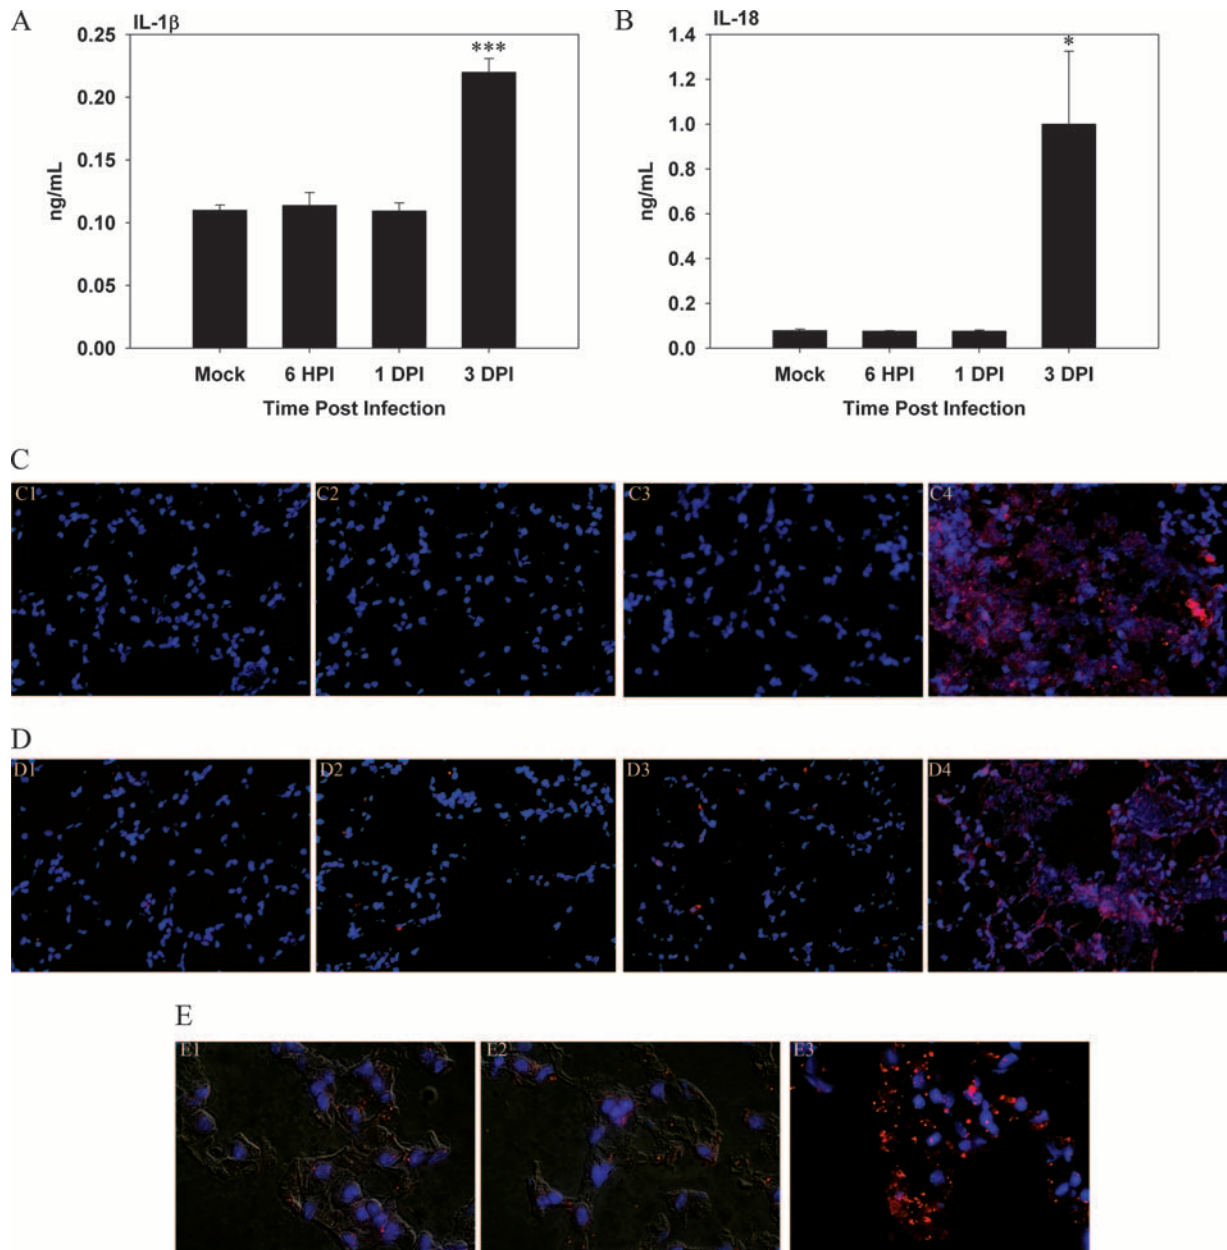 A
IL-1β
0.25
0.20
0.15
0.10
0.05
0.00
ng/mL
***
Mock 6 HPI 1 DPI 3 DPI
Time Post Infection
B
IL-18
1.4
1.2
1.0
0.8
0.6
0.4
0.2
0.0
ng/mL
*
Mock 6 HPI 1 DPI 3 DPI
Time Post Infection
C
C1 C2 C3 C4
D
D1 D2 D3 D4
E
E1 E2 E3